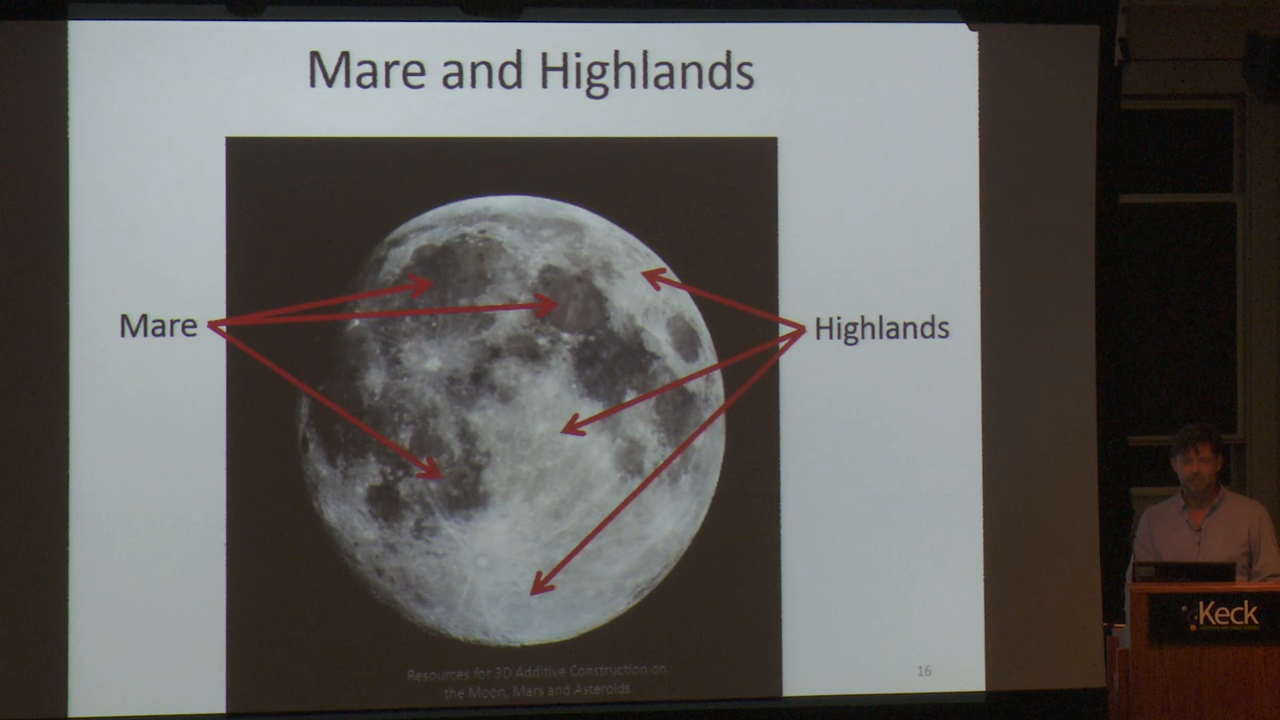 Mare and Highlands
Mare
Highlands
Resources for 3D Additive Construction on
the Moon, Mars and Asteroids
16
Keck